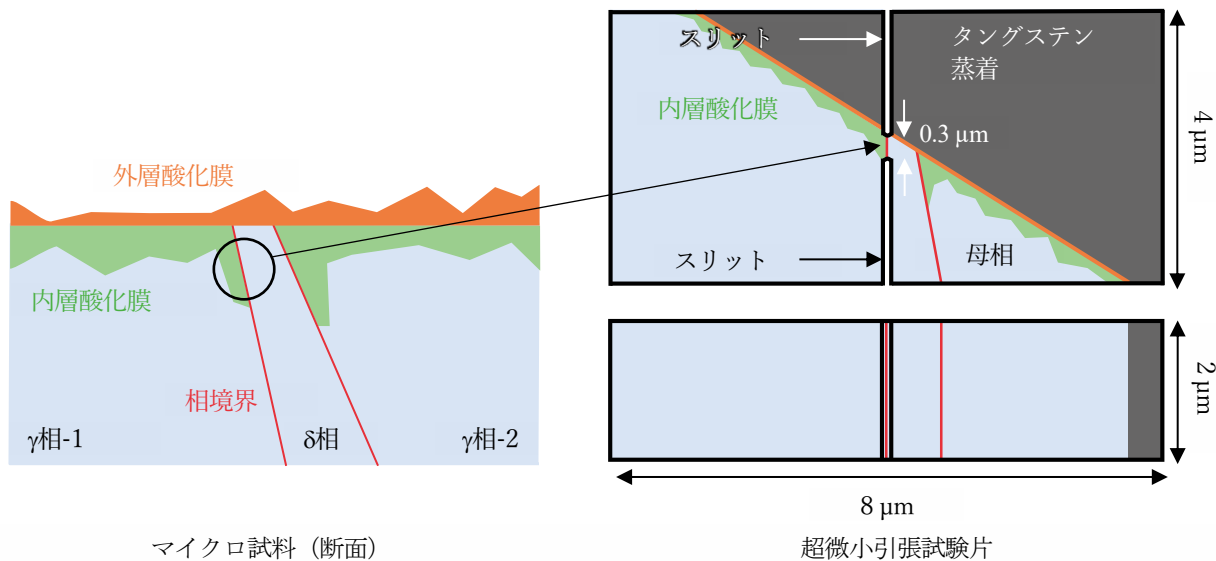 外層酸化膜
内層酸化膜
相境界
γ相-1
δ相
γ相-2
マイクロ試料（断面）
スリット
タングステン
蒸着
内層酸化膜
0.3 μm
4 μm
スリット
母相
2 μm
8 μm
超微小引張試験片